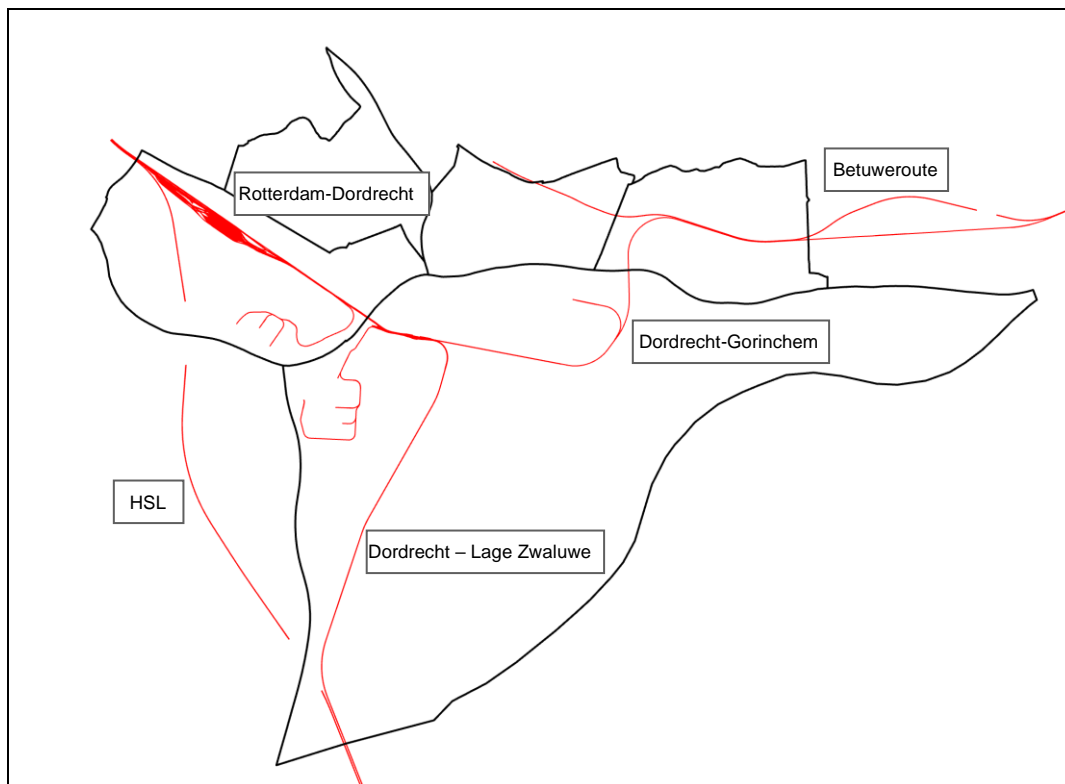 Betuweroute
Rotterdam-Dordrecht
Dordrecht-Gorinchem
HSL
Dordrecht – Lage Zwaluwe